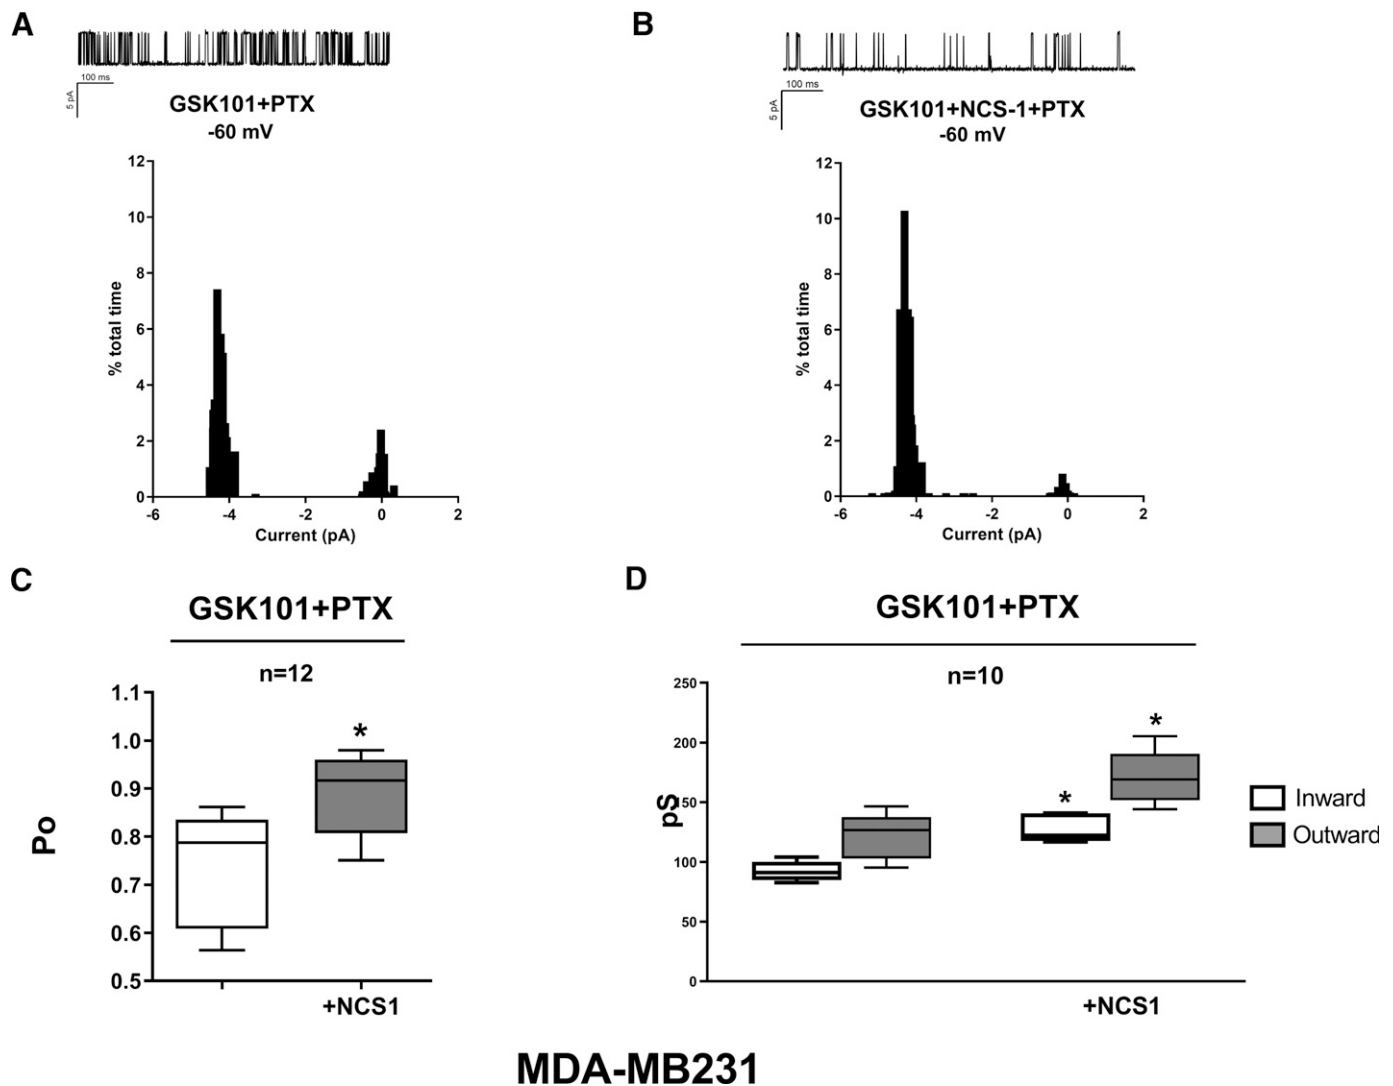 A
100 ms
5 pA
GSK101+PTX
-60 mV
12
10
8
6
4
2
0
% total time
-6
-4
-2
0
2
Current (pA)
B
100 ms
5 pA
GSK101+NCS-1+PTX
-60 mV
12
10
8
6
4
2
0
% total time
-6
-4
-2
0
2
Current (pA)
C
GSK101+PTX
n=12
1.1
1.0
0.9
0.8
0.7
0.6
0.5
Po
*
+NCS1
D
GSK101+PTX
n=10
250
200
150
100
50
0
pS
*
*
+NCS1
Inward
Outward
MDA-MB231